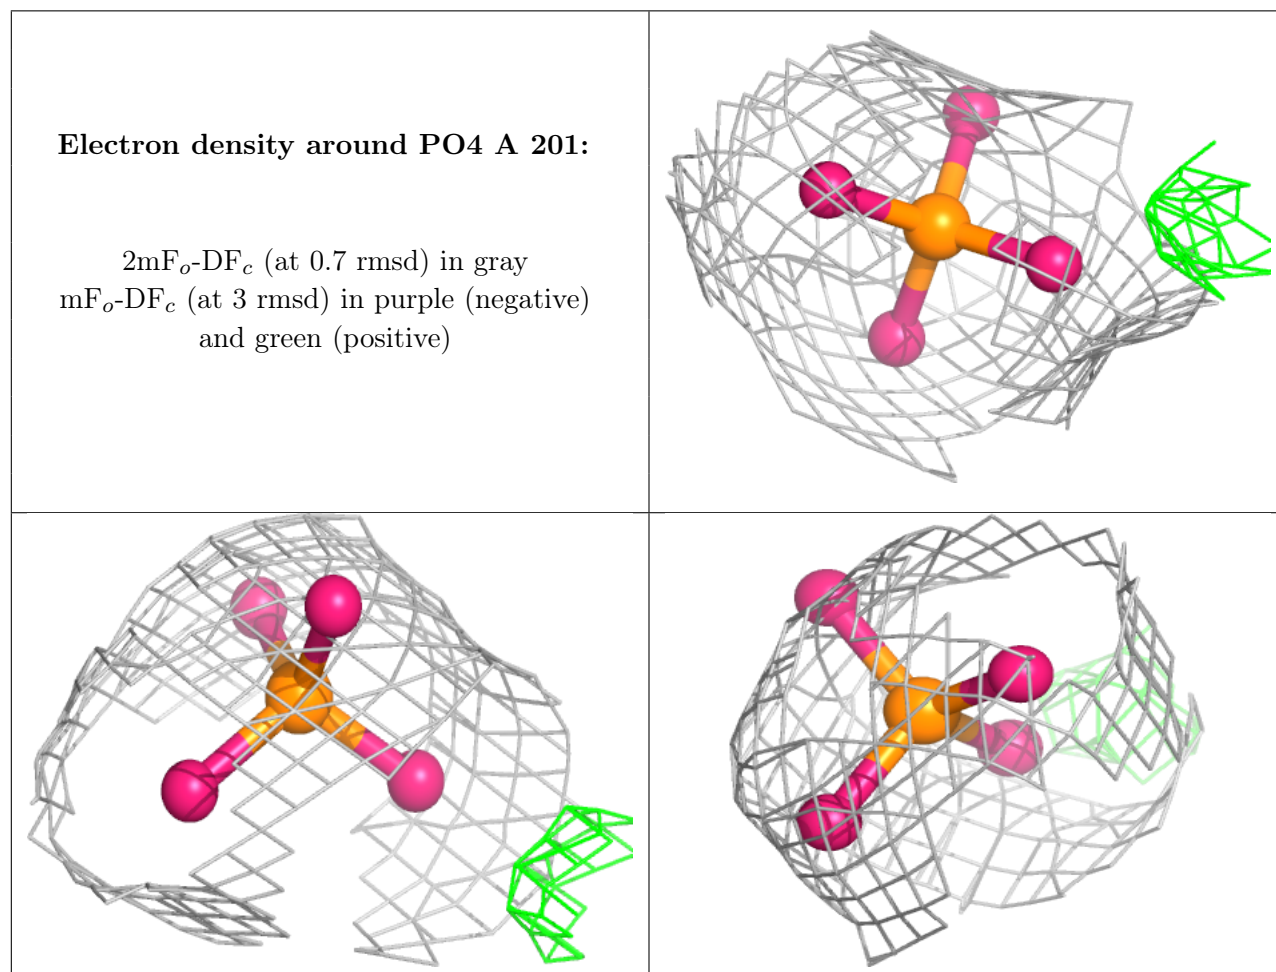 Electron density around PO4 A 201:
2mFo-DFc (at 0.7 rmsd) in gray
mFo-DFc (at 3 rmsd) in purple (negative)
and green (positive)